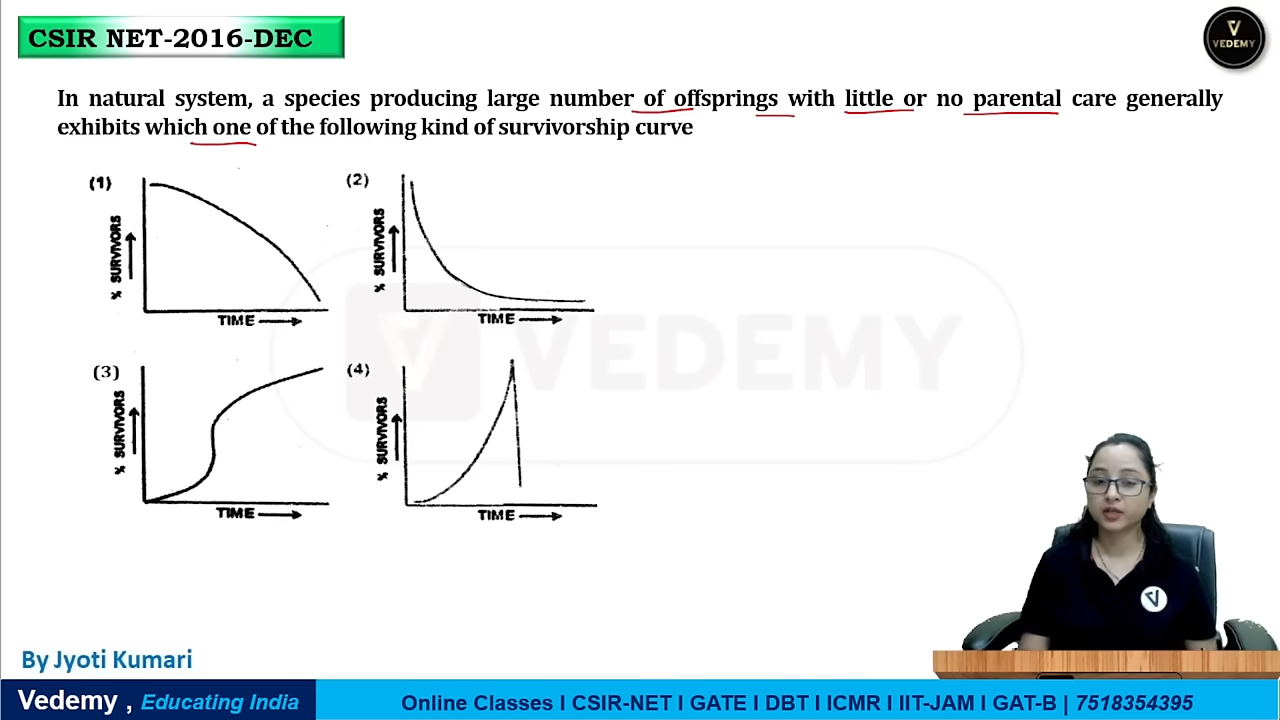 CSIR NET-2016-DEC
VEDEMY
In natural system, a species producing large number of offsprings with little or no parental care generally
exhibits which one of the following kind of survivorship curve
(1)
% SURVIVORS
TIME
(2)
% SURVIVORS
TIME
VEDEMY
(3)
% SURVIVORS
TIME
(4)
% SURVIVORS
TIME
By Jyoti Kumari
Vedemy , Educating India
Online Classes I CSIR-NET I GATE I DBT I ICMR I IIT-JAM I GAT-B | 7518354395